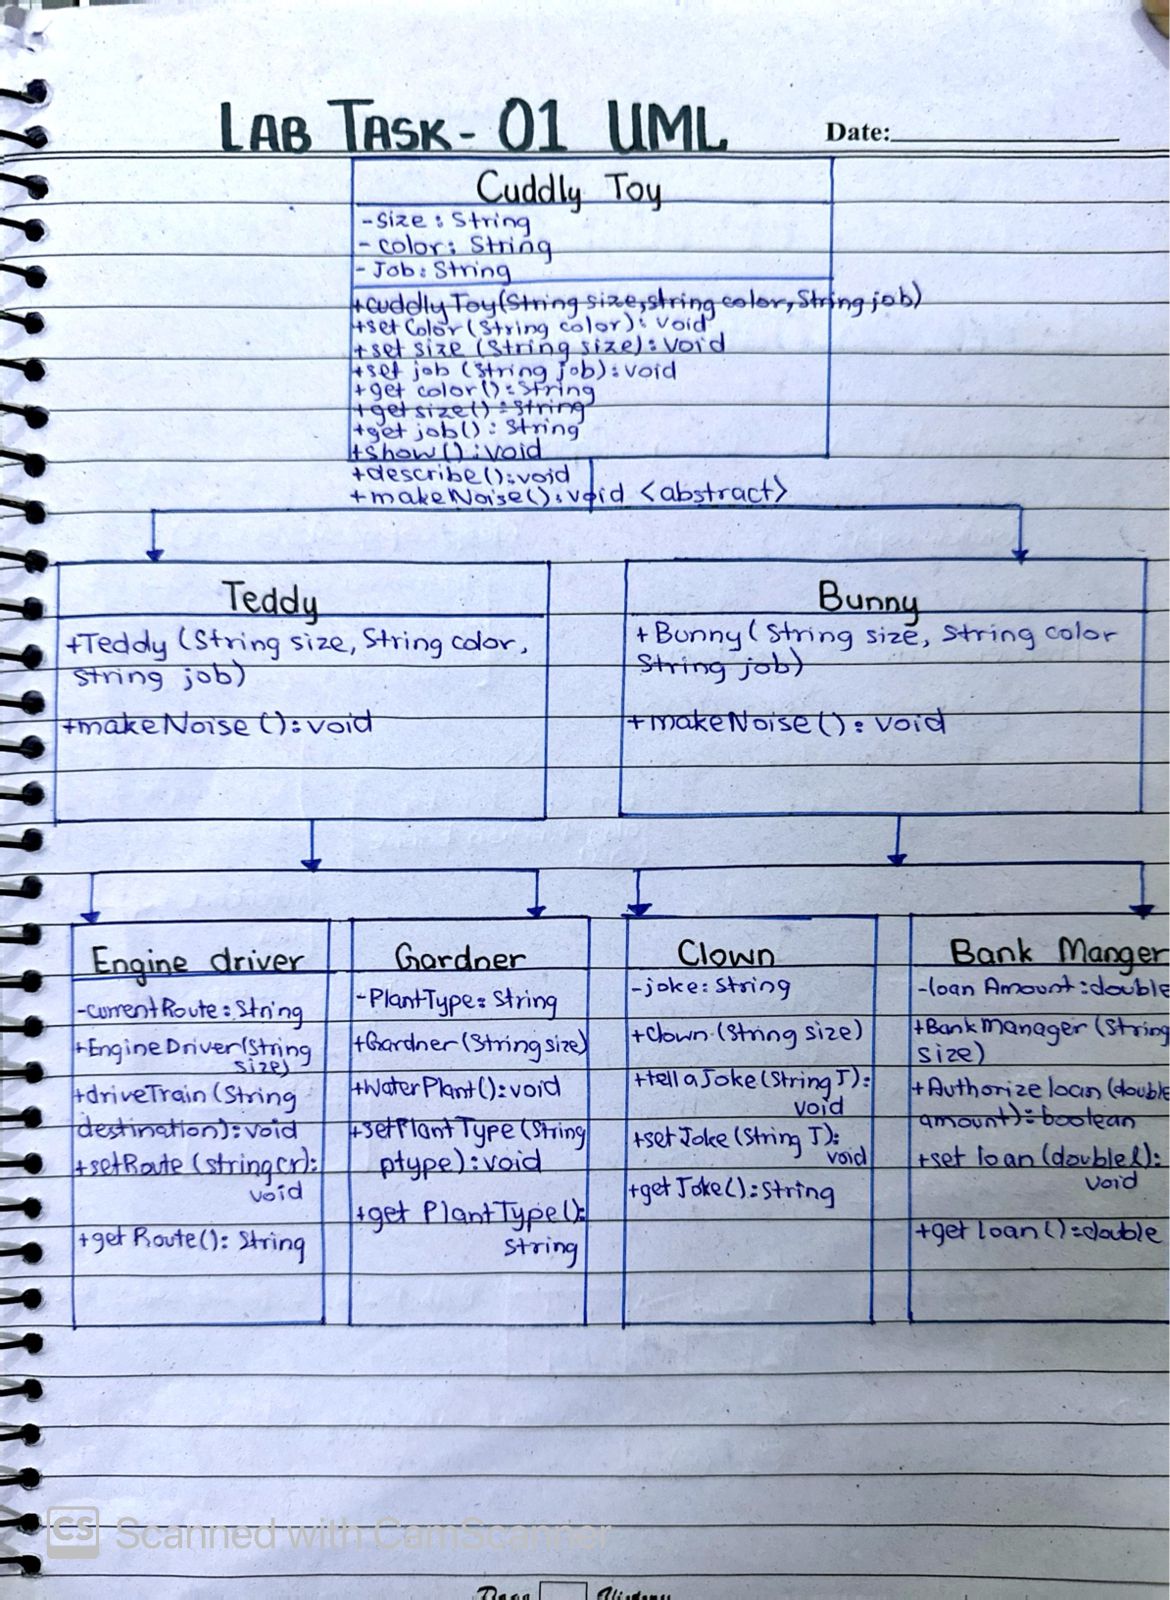 LAB TASK - 01 UML
Date:
Cuddly Toy
-size: String
- color: String
- Job: String
+cuddlyToy(String size,string color, String job)
+set Color (String color): void
+set size (String size): Void
+set job (String job): void
+get color(): String
+get size() : String
+get job() : String
+show() : void
+describe(): void
+makeNoise(): void <abstract>
Teddy
+Teddy (String size, String color,
string job)
+makeNoise (): void
Bunny
+ Bunny( String size, string color
String job)
+makeNoise(): void
Engine driver
-currentRoute: String
+EngineDriver(String
size)
+driveTrain (String
destination): void
+setRoute (string cr):
void
+get Route(): String
Gardner
-PlantType: String
+Gardner (String size)
+WaterPlant(): void
+setPlantType (String
ptype): void
+get PlantType():
String
Clown
-joke: String
+Clown (String size)
+tell a Joke (String J):
void
+set Joke (String J):
void
+get Joke(): String
Bank Manger
-loan Amount: double
+Bank Manager (String
size)
+Authorize loan (double
amount): boolean
+set loan (double l):
void
+get loan (): double
CS Scanned with CamScanner